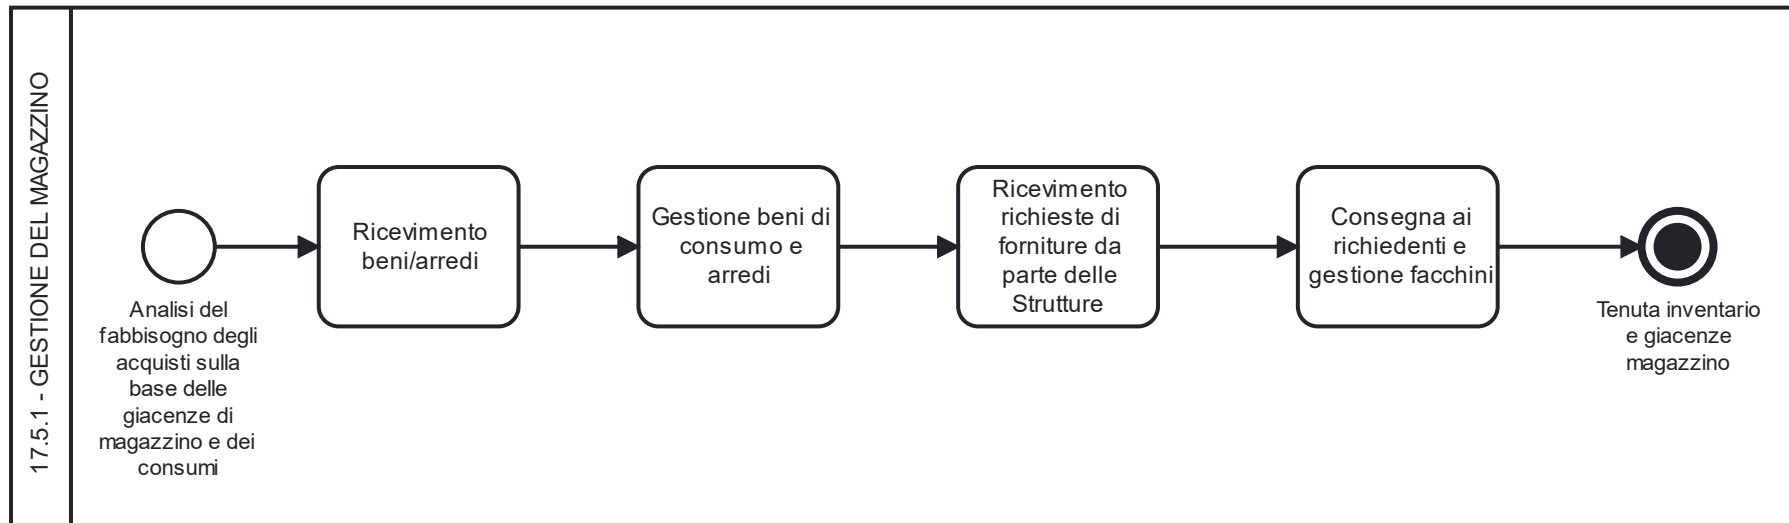 17.5.1 - GESTIONE DEL MAGAZZINO
Analisi del
fabbisogno degli
acquisti sulla
base delle
giacenze di
magazzino e dei
consumi
Ricevimento
beni/arredi
Gestione beni di
consumo e
arredi
Ricevimento
richieste di
forniture da
parte delle
Strutture
Consegna ai
richiedenti e
gestione facchini
Tenuta inventario
e giacenze
magazzino